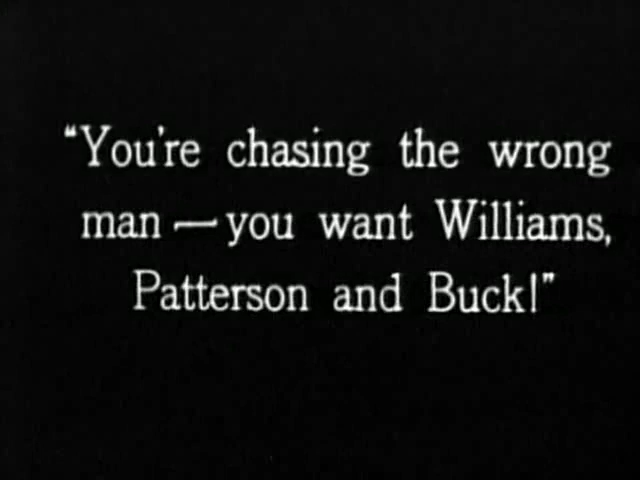 “You're chasing the wrong
man — you want Williams,
Patterson and Buck!”